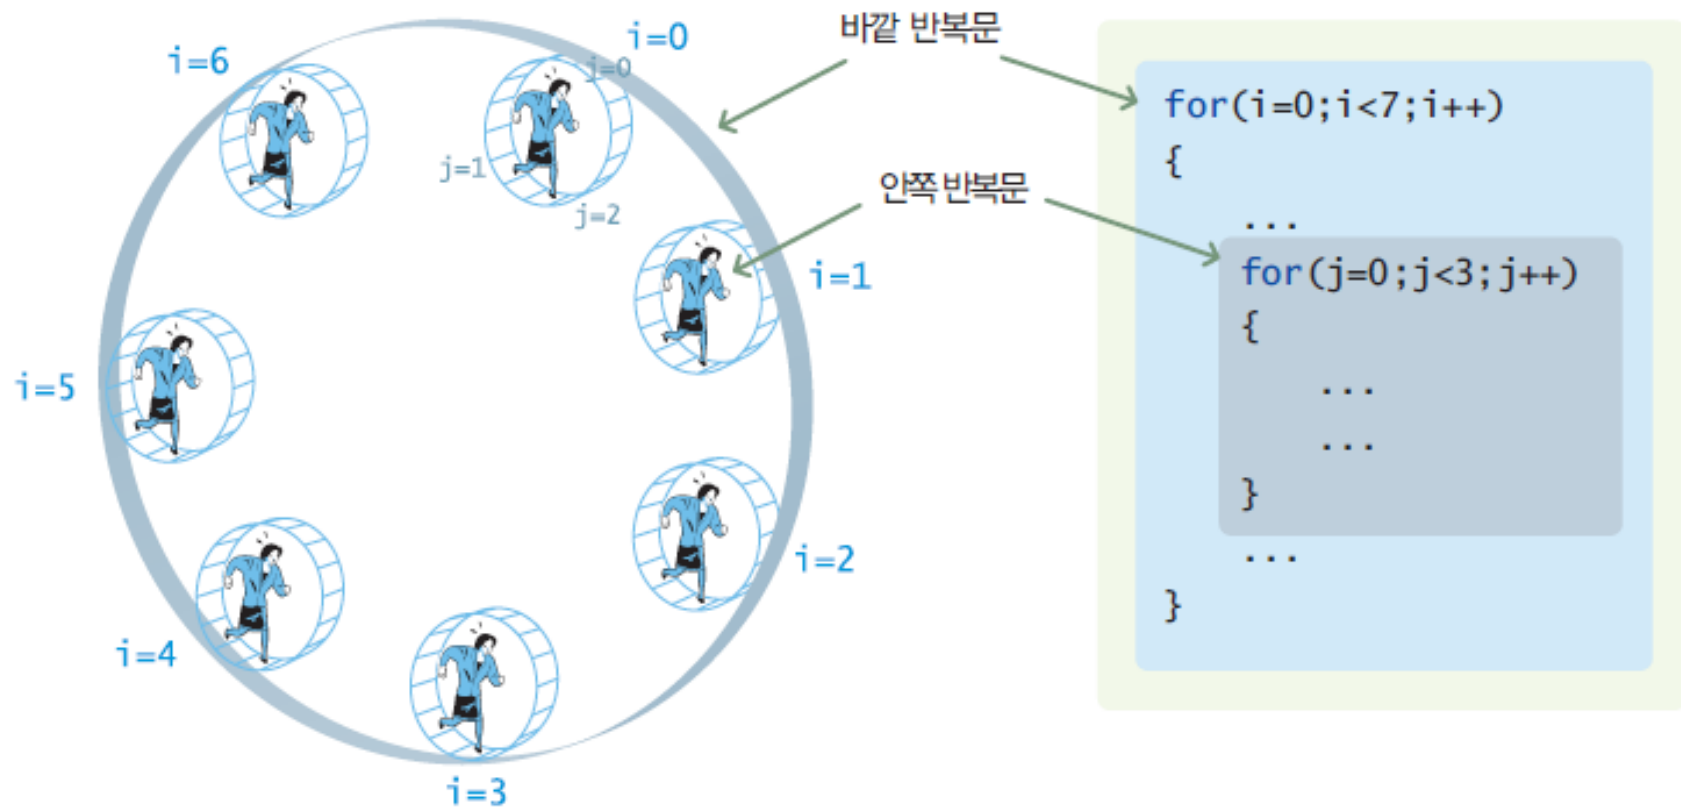 i=0
j=0
j=1
j=2
i=1
i=2
i=3
i=4
i=5
i=6
바깥 반복문
안쪽 반복문
for(i=0;i<7;i++)
{
...
for(j=0;j<3;j++)
{
...
...
}
...
}